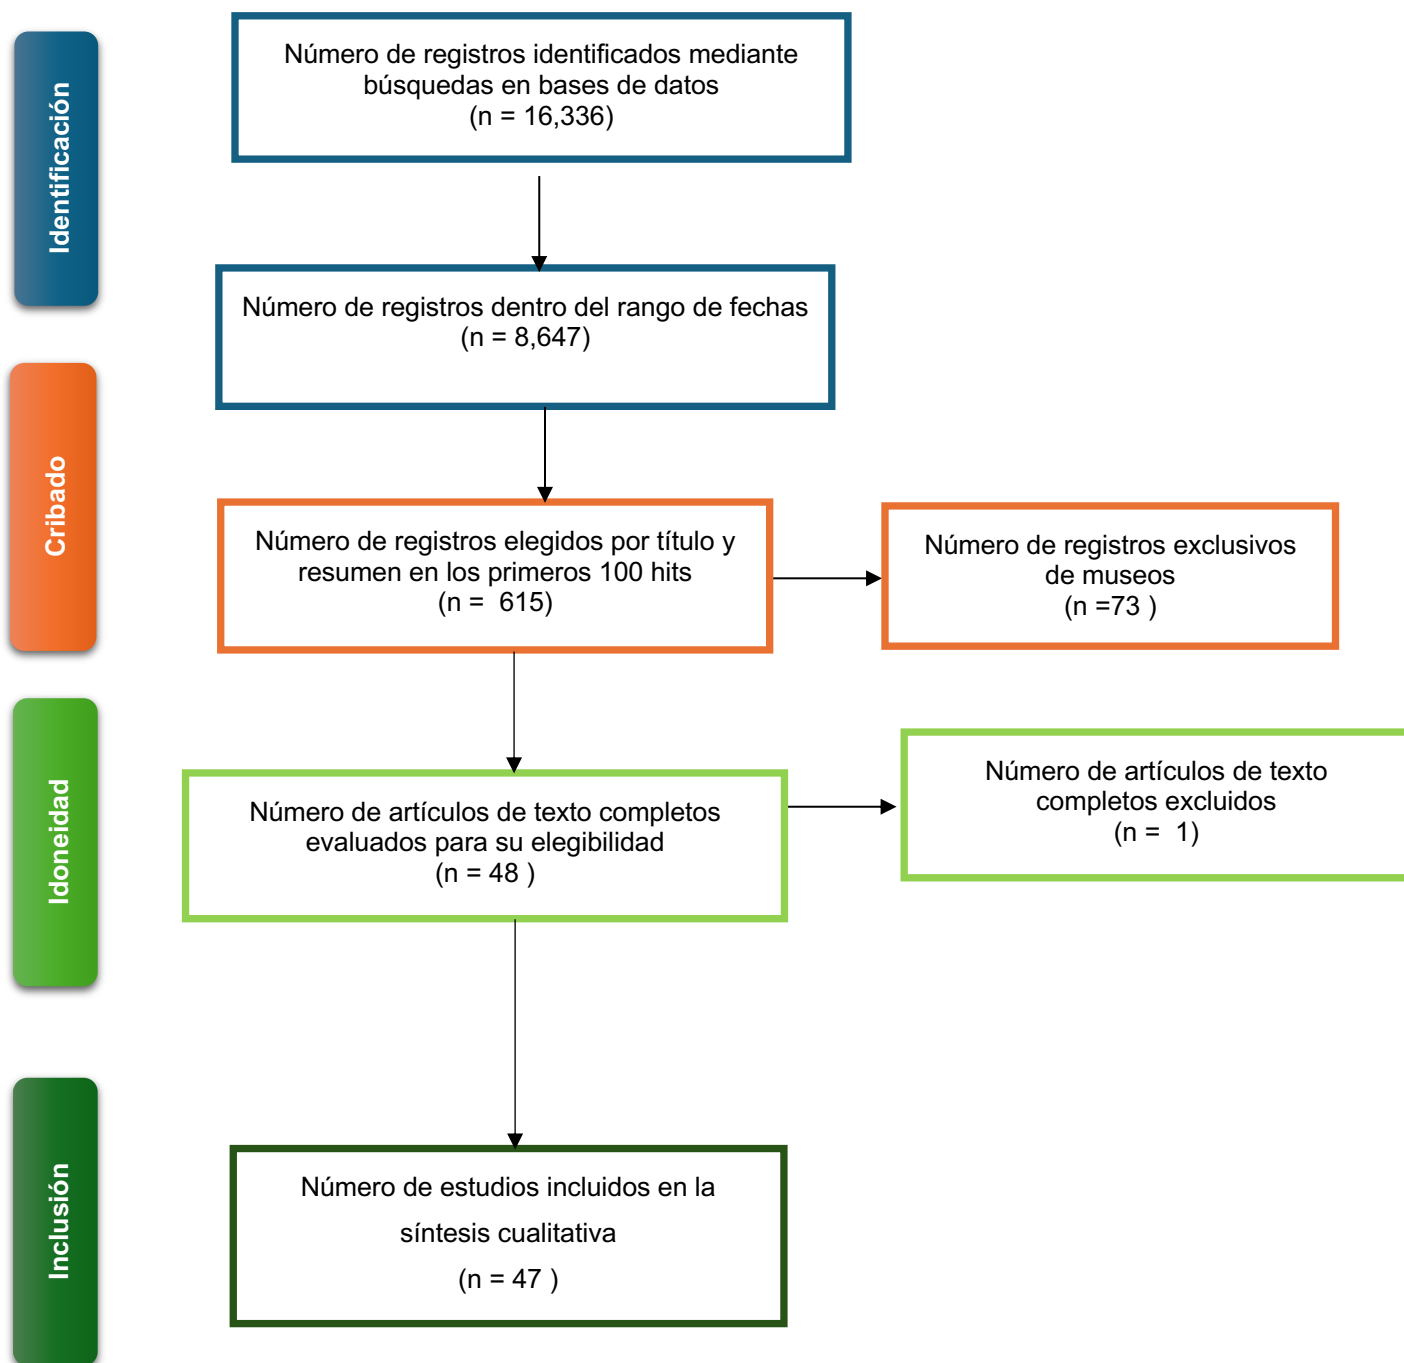 Identificación
Número de registros identificados mediante
búsquedas en bases de datos
(n = 16,336)
Número de registros dentro del rango de fechas
(n = 8,647)
Cribado
Número de registros elegidos por título y
resumen en los primeros 100 hits
(n =  615)
Número de registros exclusivos
de museos
(n =73 )
Idoneidad
Número de artículos de texto completos
evaluados para su elegibilidad
(n = 48 )
Número de artículos de texto
completos excluidos
(n =  1)
Inclusión
Número de estudios incluidos en la
síntesis cualitativa
(n = 47 )